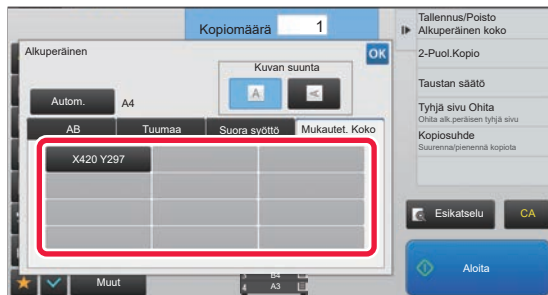 Kopiomäärä 1
Tallennus/Poisto
Alkuperäinen koko
Alkuperäinen
OK
Kuvan suunta
2-Puol.Kopio
A
A
Taustan säätö
Autom.
A4
Tyhjä sivu Ohita
Ohita alk.peräisen tyhjä sivu
AB
Tuumaa
Suora syöttö
Mukautet. Koko
Kopiosuhde
Suurenna/pienennä kopiota
X420 Y297
Esikatselu
CA
Aloita
Muut
3 B4
4 A3